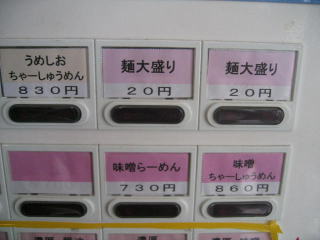 うめしお
ちゃーしゅうめん
830円
麺大盛り
20円
麺大盛り
20円
味噌らーめん
730円
味噌
ちゃーしゅうめん
860円